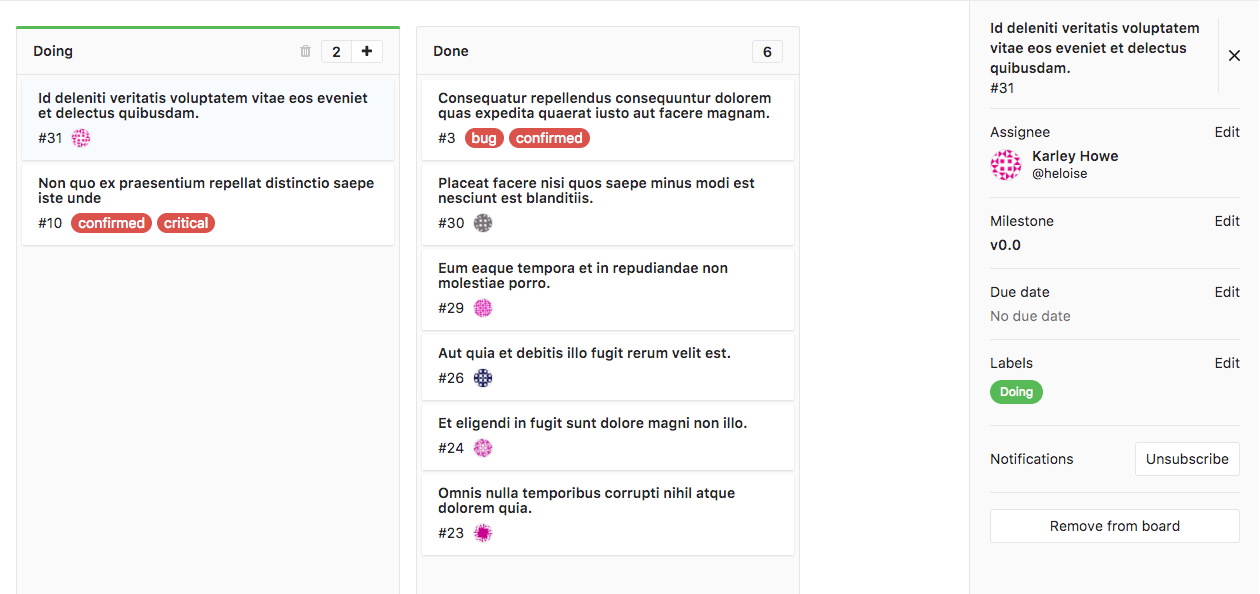 Doing
2
+
Id deleniti veritatis voluptatem vitae eos eveniet
et delectus quibusdam.
#31
Non quo ex praesentium repellat distinctio saepe
iste unde
#10 confirmed critical
Done
6
Consequatur repellendus consequuntur dolorem
quas expedita quaerat iusto aut facere magnam.
#3 bug confirmed
Placeat facere nisi quos saepe minus modi est
nesciunt est blanditiis.
#30
Eum eaque tempora et in repudiandae non
molestiae porro.
#29
Aut quia et debitis illo fugit rerum velit est.
#26
Et eligendi in fugit sunt dolore magni non illo.
#24
Omnis nulla temporibus corrupti nihil atque
dolorem quia.
#23
Id deleniti veritatis voluptatem
vitae eos eveniet et delectus
quibusdam.
#31
Assignee Edit
Karley Howe
@heloise
Milestone Edit
v0.0
Due date Edit
No due date
Labels Edit
Doing
Notifications Unsubscribe
Remove from board